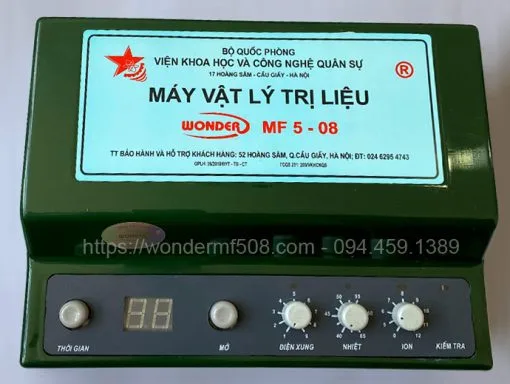 BỘ QUỐC PHÒNG
VIỆN KHOA HỌC VÀ CÔNG NGHỆ QUÂN SỰ
17 HOÀNG SÂM - CẦU GIẤY - HÀ NỘI
®
MÁY VẬT LÝ TRỊ LIỆU
WONDER MF 5 - 08
TT BẢO HÀNH VÀ HỖ TRỢ KHÁCH HÀNG: 52 HOÀNG SÂM, Q.CẦU GIẤY, HÀ NỘI; ĐT: 024 6295 4743
WONDER
https://wondermf508.com - 094.459.1389
THỜI GIAN
MỞ
ĐIỆN XUNG
NHIỆT
ION
KIỂM TRA